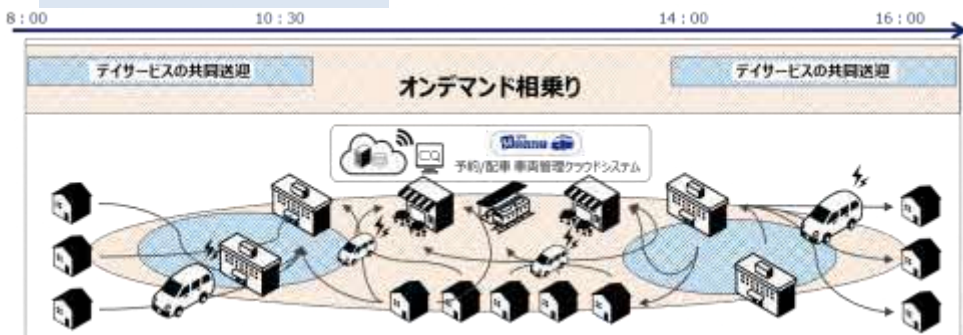 8：00
10：30
14：00
16：00
デイサービスの共同送迎
オンデマンド相乗り
デイサービスの共同送迎
予約/配車 車両管理クラウドシステム